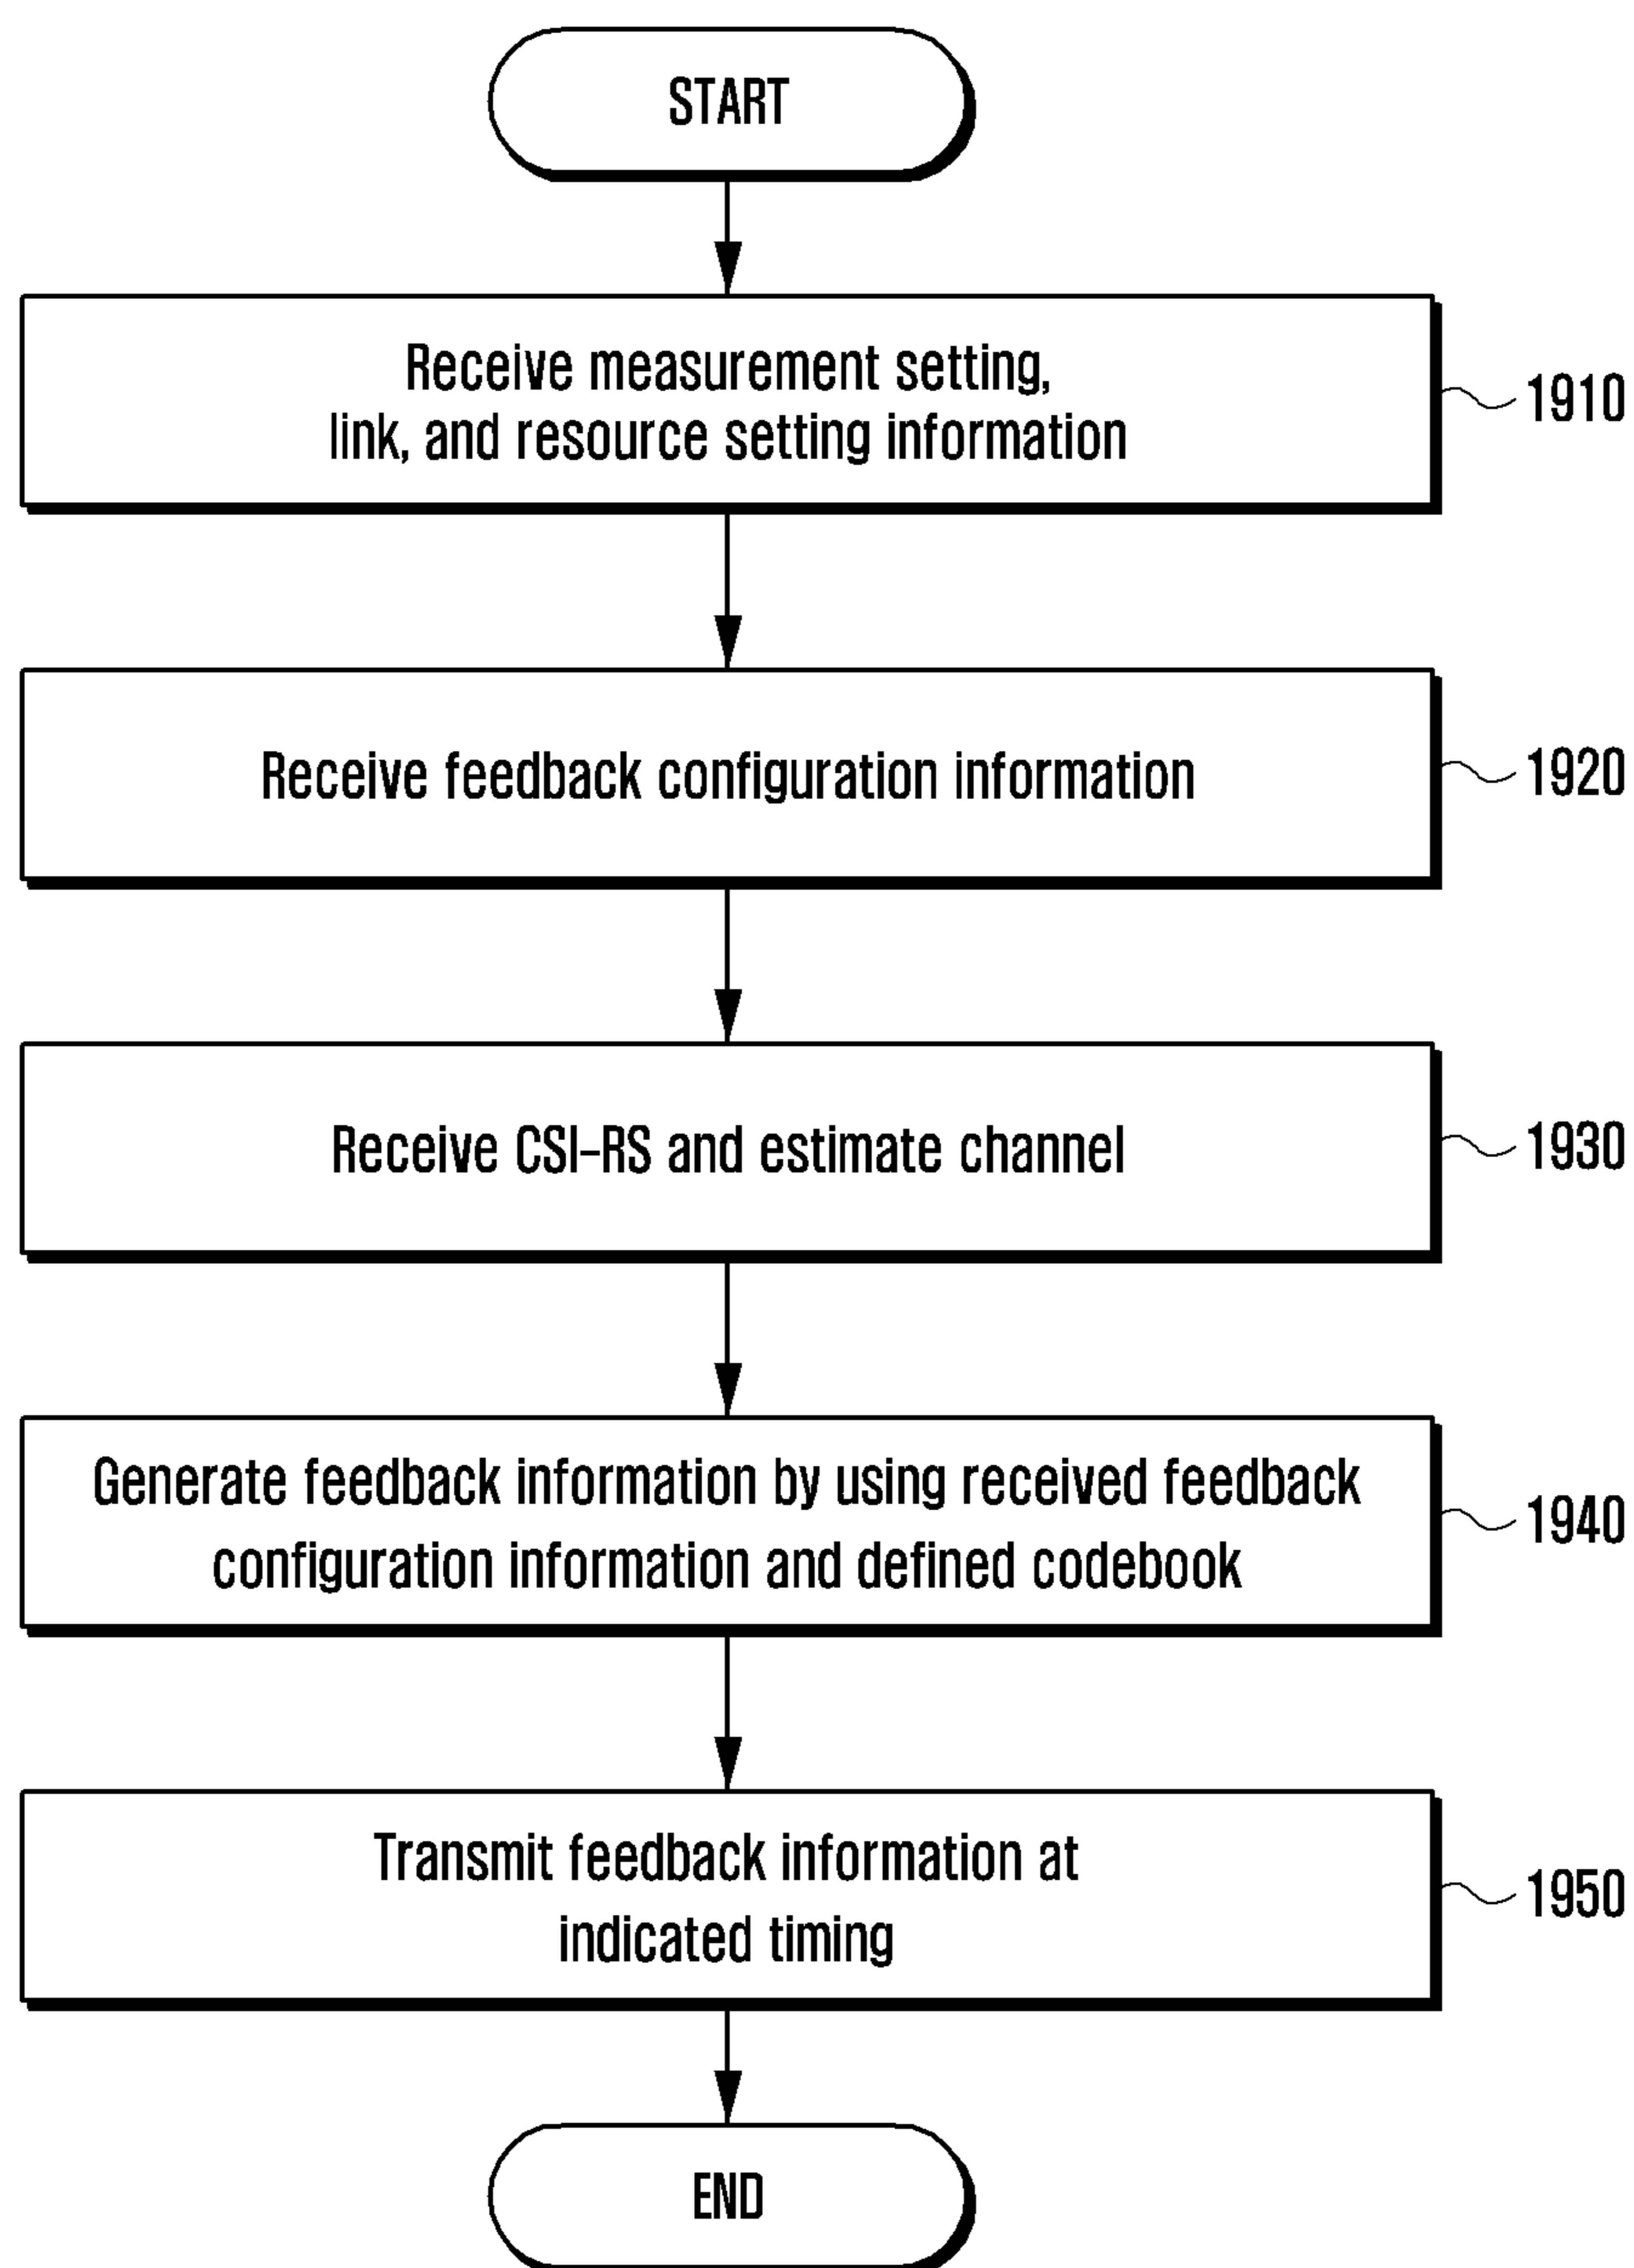 START
Receive measurement setting,
link, and resource setting information
1910
Receive feedback configuration information
1920
Receive CSI-RS and estimate channel
1930
Generate feedback information by using received feedback
configuration information and defined codebook
1940
Transmit feedback information at
indicated timing
1950
END